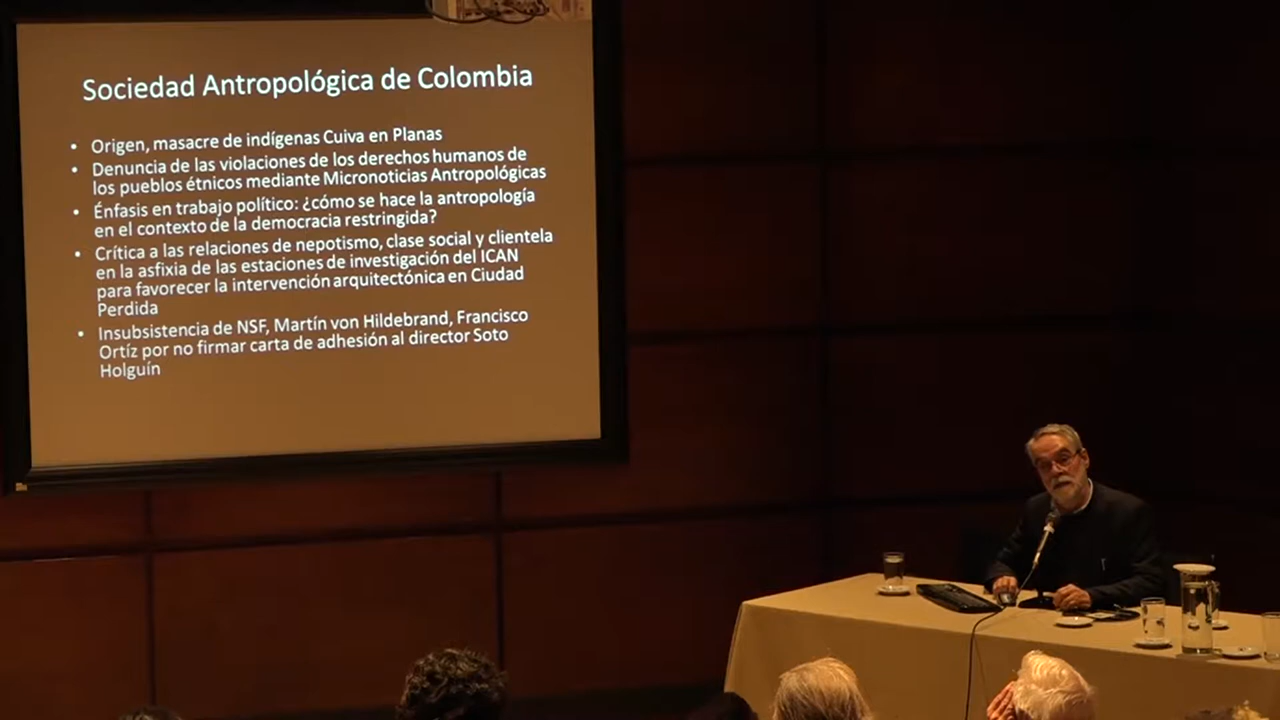 Sociedad Antropológica de Colombia
• Origen, masacre de indígenas Cuiva en Planas
• Denuncia de las violaciones de los derechos humanos de
los pueblos étnicos mediante Micronoticias Antropológicas
• Énfasis en trabajo político: ¿cómo se hace la antropología
en el contexto de la democracia restringida?
• Crítica a las relaciones de nepotismo, clase social y clientela
en la asfixia de las estaciones de investigación del ICAN
para favorecer la intervención arquitectónica en Ciudad
Perdida
• Insubsistencia de NSF, Martín von Hildebrand, Francisco
Ortíz por no firmar carta de adhesión al director Soto
Holguín